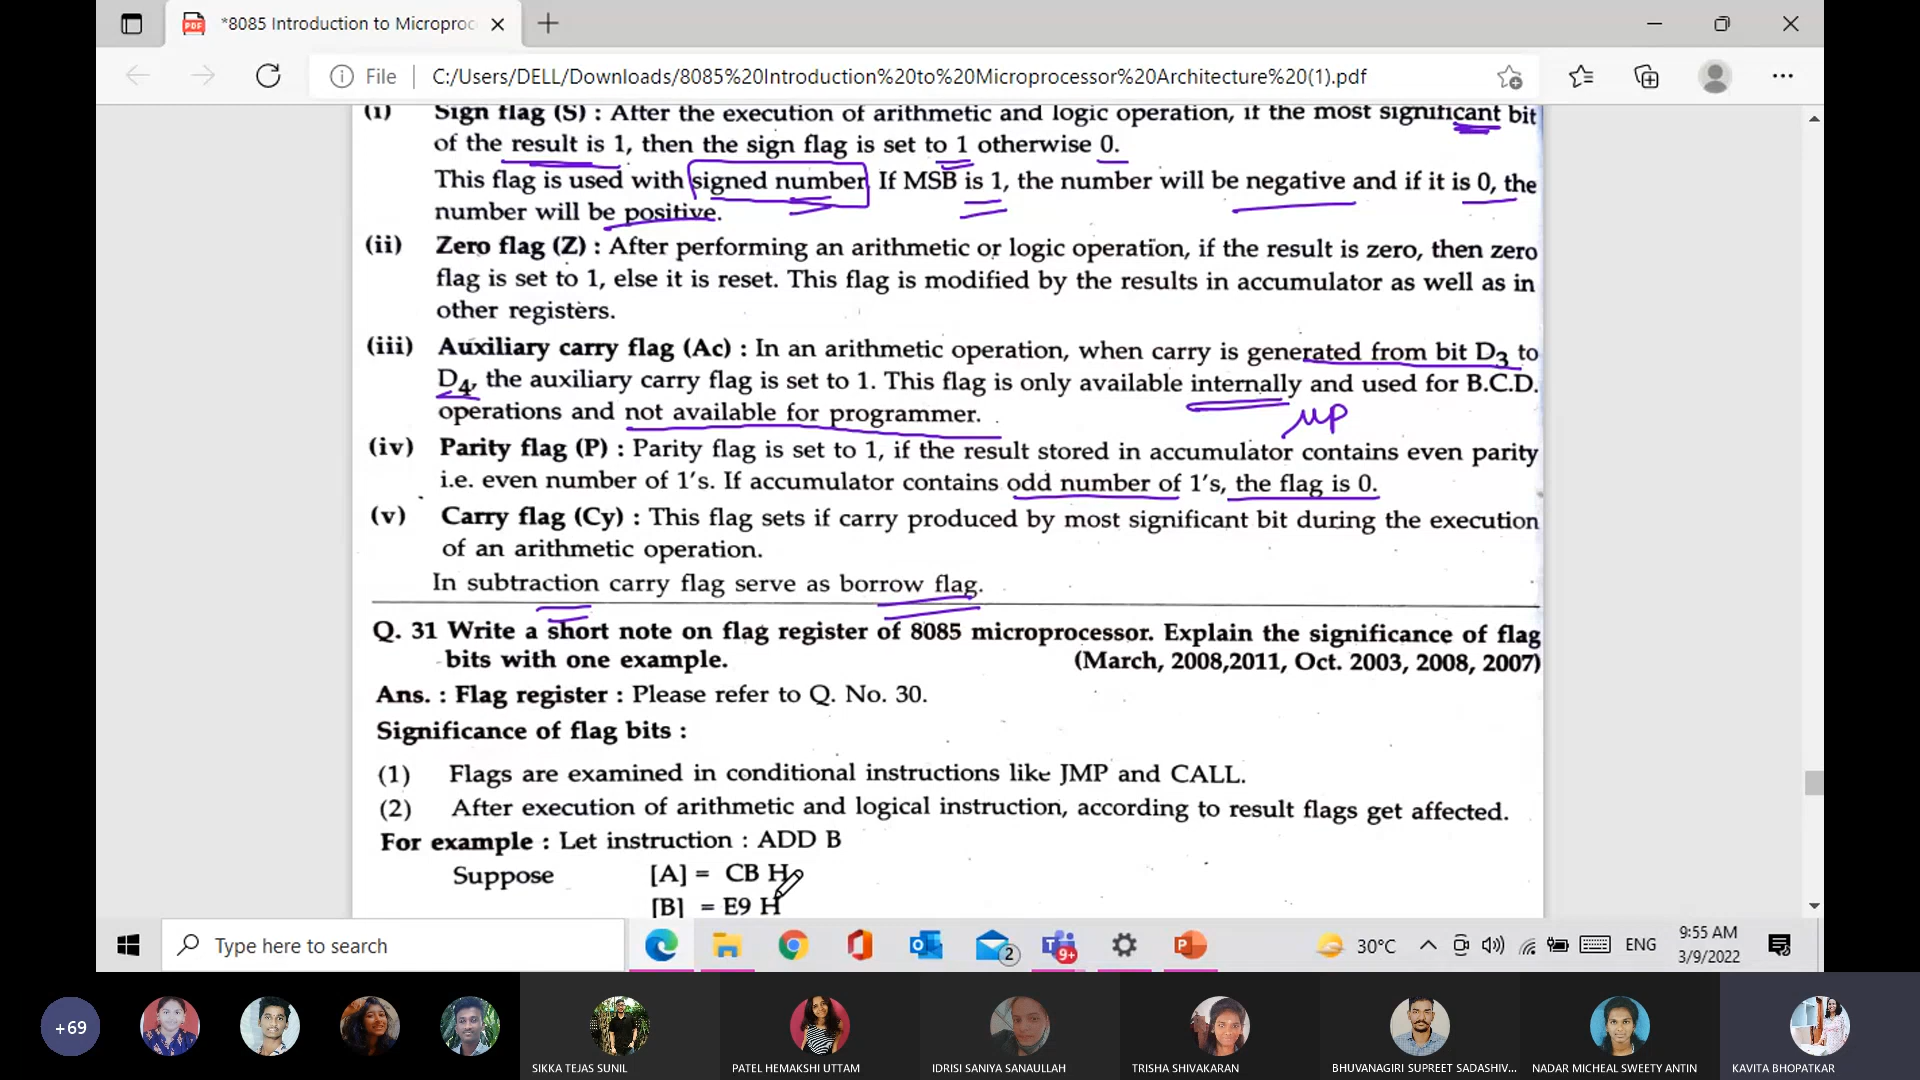 *8085 Introduction to Microproc
File
C:/Users/DELL/Downloads/8085%20Introduction%20to%20Microprocessor%20Architecture%20(1).pdf
(i) Sign flag (S) : After the execution of arithmetic and logic operation, if the most significant bit
of the result is 1, then the sign flag is set to 1 otherwise 0.
This flag is used with signed number. If MSB is 1, the number will be negative and if it is 0, the
number will be positive.
(ii) Zero flag (Z) : After performing an arithmetic or logic operation, if the result is zero, then zero
flag is set to 1, else it is reset. This flag is modified by the results in accumulator as well as in
other registers.
(iii) Auxiliary carry flag (Ac) : In an arithmetic operation, when carry is generated from bit D3 to
D4, the auxiliary carry flag is set to 1. This flag is only available internally and used for B.C.D.
operations and not available for programmer.
μp
(iv) Parity flag (P) : Parity flag is set to 1, if the result stored in accumulator contains even parity
i.e. even number of 1's. If accumulator contains odd number of 1's, the flag is 0.
(v) Carry flag (Cy) : This flag sets if carry produced by most significant bit during the execution
of an arithmetic operation.
In subtraction carry flag serve as borrow flag.
Q. 31 Write a short note on flag register of 8085 microprocessor. Explain the significance of flag
bits with one example. (March, 2008,2011, Oct. 2003, 2008, 2007)
Ans. : Flag register : Please refer to Q. No. 30.
Significance of flag bits :
(1) Flags are examined in conditional instructions like JMP and CALL.
(2) After execution of arithmetic and logical instruction, according to result flags get affected.
For example : Let instruction : ADD B
Suppose [A] = CB H
[B] = E9 H
Type here to search
2
9+
30°C
ENG
9:55 AM
3/9/2022
+69
SIKKA TEJAS SUNIL
PATEL HEMAKSHI UTTAM
IDRISI SANIYA SANAULLAH
TRISHA SHIVAKARAN
BHUVANAGIRI SUPREET SADASHIV...
NADAR MICHEAL SWEETY ANTIN
KAVITA BHOPATKAR